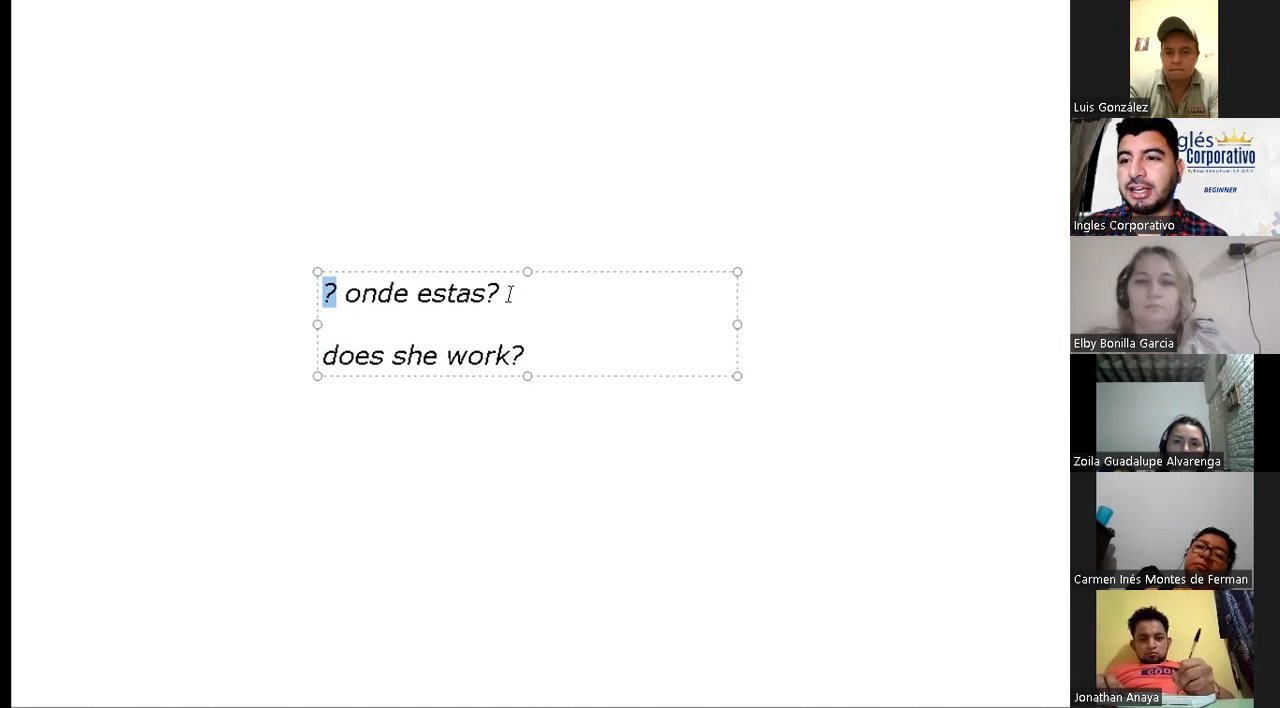 ? onde estas?
does she work?
Luis González
glés
Corporativo
BEGINNER
Ingles Corporativo
Elby Bonilla Garcia
Zoila Guadalupe Alvarenga
Carmen Inés Montes de Ferman
Jonathan Anaya